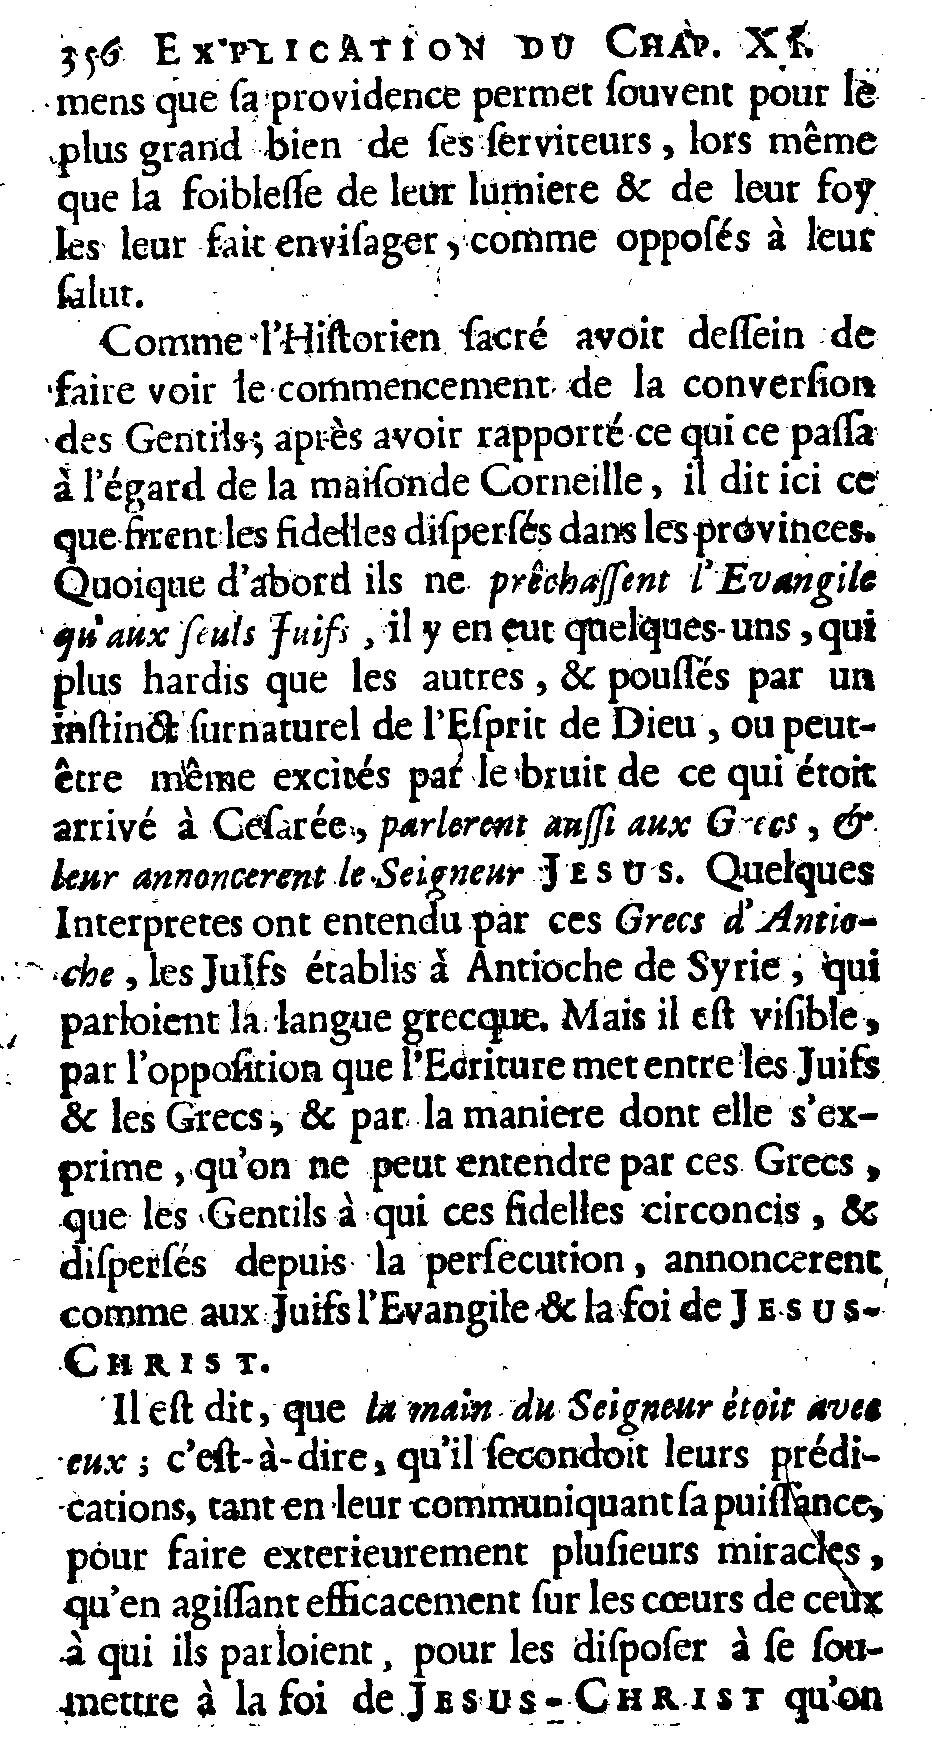 356 EXPLICATION DU CHAP. XI.
mens que ſa providence permet ſouvent pour le
plus grand bien de ſes ſerviteurs, lors même
que la foibleſſe de leur lumiere & de leur foy
les leur fait enviſager, comme oppoſés à leur
ſalut.
Comme l'Hiſtorien ſacré avoit deſſein de
faire voir le commencement de la converſion
des Gentils; après avoir rapporté ce qui ce paſſa
à l'égard de la maiſonde Corneille, il dit ici ce
que firent les fidelles diſperſés dans les provinces.
Quoique d'abord ils ne prêchaſſent l'Evangile
qu'aux ſeuls Juifs, il y en eut quelques-uns, qui
plus hardis que les autres, & pouſſés par un
inſtinct ſurnaturel de l'Eſprit de Dieu, ou peut-
être même excités par le bruit de ce qui étoit
arrivé à Ceſarée, parlerent auſſi aux Grecs, &
leur annoncerent le Seigneur JESUS. Quelques
Interpretes ont entendu par ces Grecs d'Antio-
che, les Juifs établis à Antioche de Syrie, qui
parloient la langue grecque. Mais il eſt viſible,
par l'oppoſition que l'Ecriture met entre les Juifs
& les Grecs, & par la maniere dont elle s'ex-
prime, qu'on ne peut entendre par ces Grecs,
que les Gentils à qui ces fidelles circoncis, &
diſperſés depuis la perſecution, annoncerent
comme aux Juifs l'Evangile & la foi de JESUS-
CHRIST.
Il eſt dit, que la main du Seigneur étoit avec
eux; c'eſt-à-dire, qu'il ſecondoit leurs prédi-
cations, tant en leur communiquant ſa puiſſance,
pour faire exterieurement pluſieurs miracles,
qu'en agiſſant efficacement ſur les cœurs de ceux
à qui ils parloient, pour les diſpoſer à ſe ſou-
mettre à la foi de JESUS-CHRIST qu'on